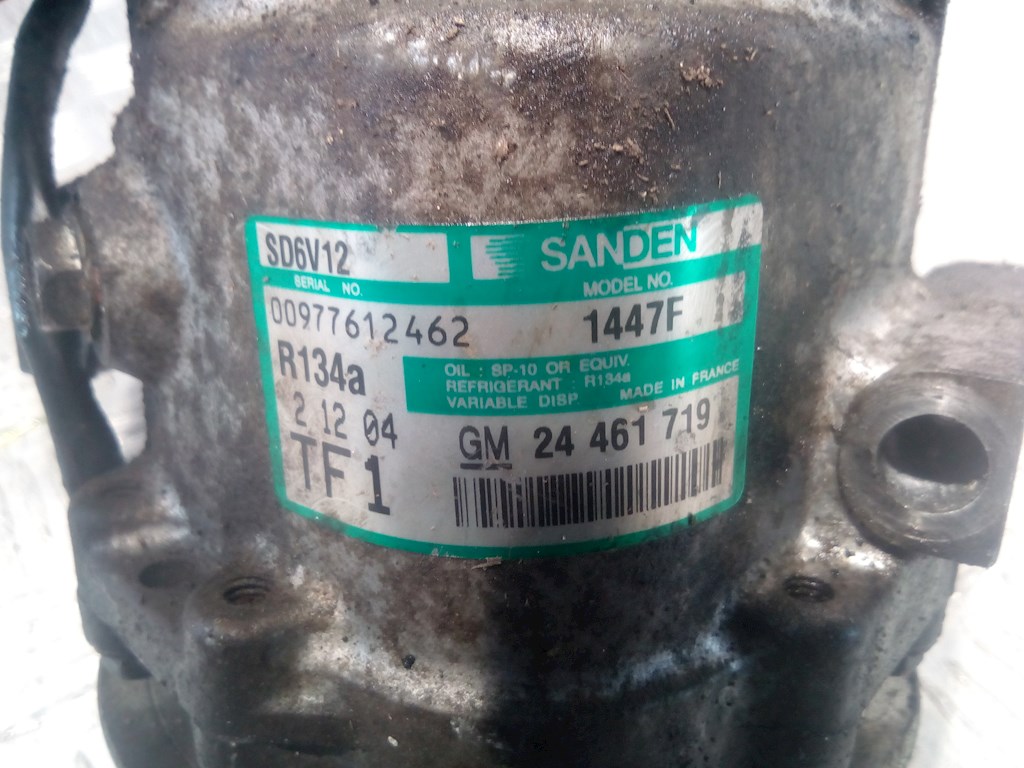 SD6V12
SANDEN
SERIAL NO.
MODEL NO.
00977612462
1447F
R134a
OIL : SP-10 OR EQUIV.
REFRIGERANT : R134a
VARIABLE DISP
MADE IN FRANCE
2 12 04
GM 24 461 719
TF1